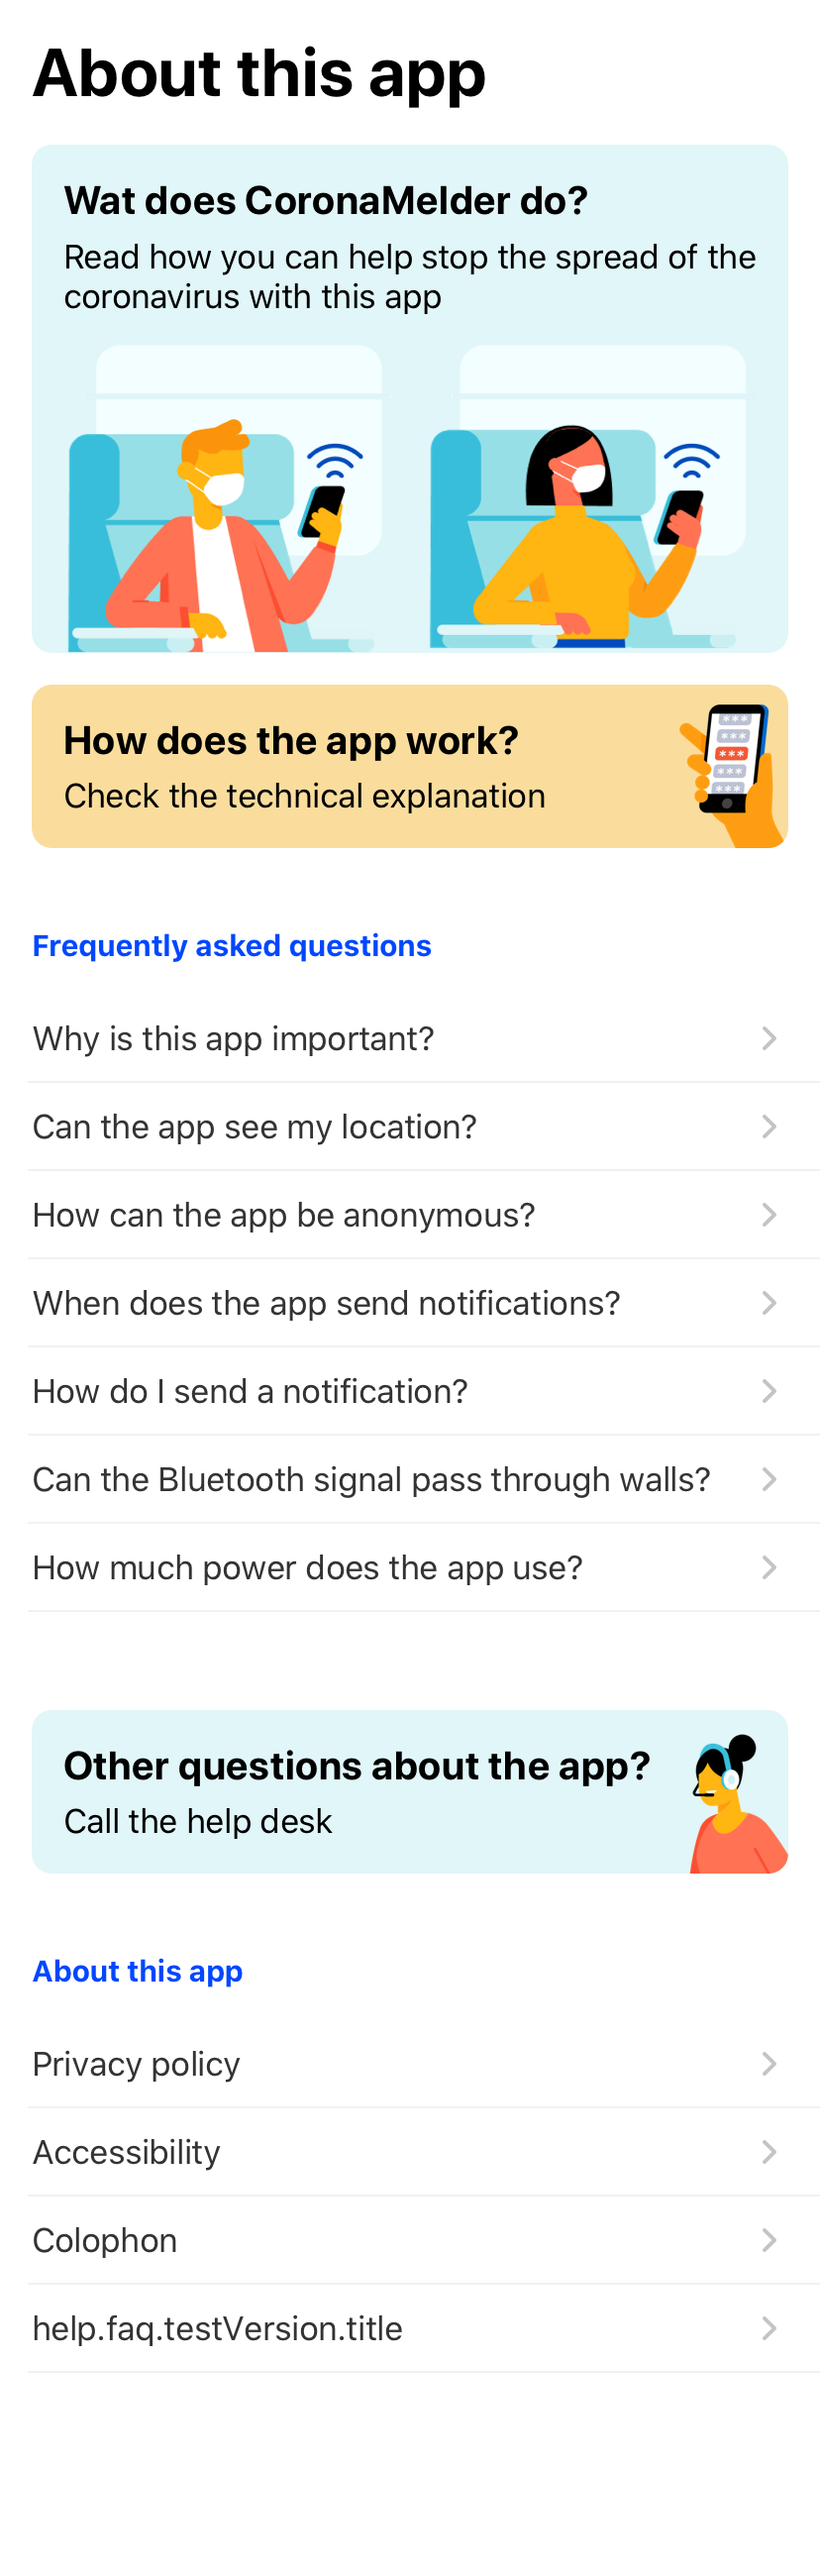 About this app
Wat does CoronaMelder do?
Read how you can help stop the spread of the
coronavirus with this app
How does the app work?
Check the technical explanation
***
***
***
***
***
Frequently asked questions
Why is this app important?
Can the app see my location?
How can the app be anonymous?
When does the app send notifications?
How do I send a notification?
Can the Bluetooth signal pass through walls?
How much power does the app use?
Other questions about the app?
Call the help desk
About this app
Privacy policy
Accessibility
Colophon
help.faq.testVersion.title